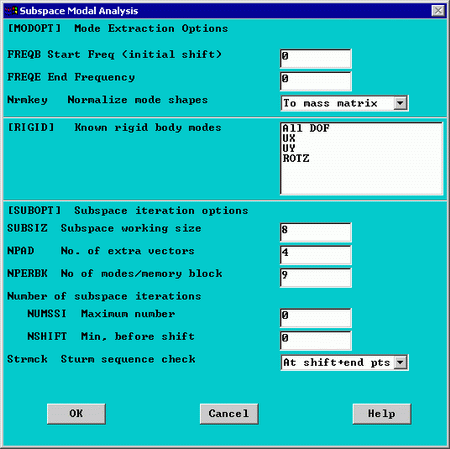 Subspace Modal Analysis
[MODOPT] Mode Extraction Options
FREQB Start Freq (initial shift) 0
FREQE End Frequency 0
Nrmkey Normalize mode shapes To mass matrix
[RIGID] Known rigid body modes All DOF
UX
UY
ROTZ
[SUBOPT] Subspace iteration options
SUBSIZ Subspace working size 8
NPAD No. of extra vectors 4
NPERBK No of modes/memory block 9
Number of subspace iterations
NUMSSI Maximum number 0
NSHIFT Min, before shift 0
Strmck Sturm sequence check At shift+end pts
OK Cancel Help